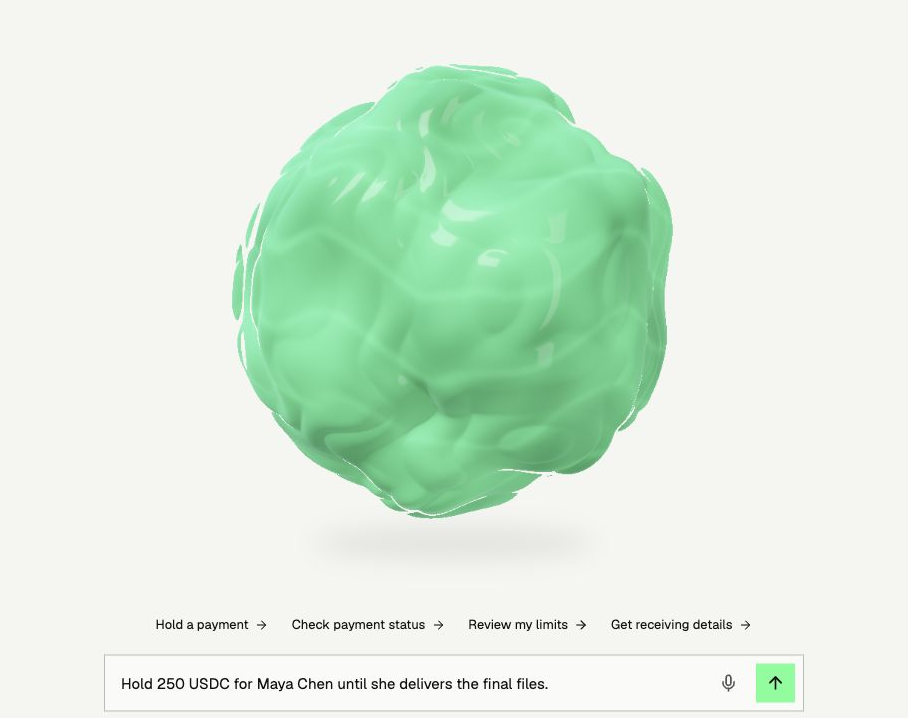 Hold a payment → Check payment status → Review my limits → Get receiving details →
Hold 250 USDC for Maya Chen until she delivers the final files.